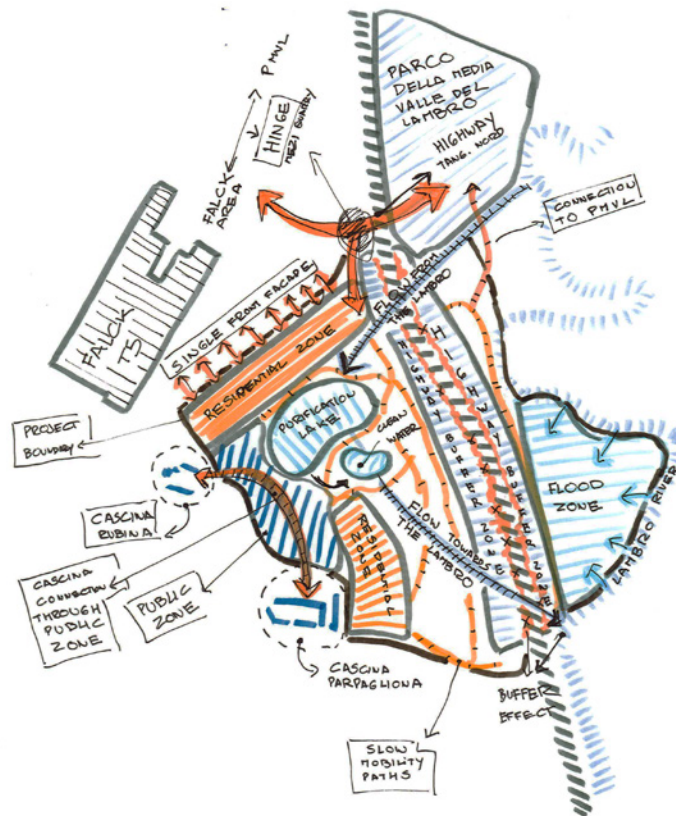 PARCO
DELLA MEDIA
VALLE DEL
LAMBRO
HIGHWAY
TANG. NORD
PMVL
HINGE
FALCK
AREA
CONNECTION
TO PMVL
FALCK
T5
SINGLE FRONT FACADE
FLOW FROM
THE LAMBRO
RESIDENTIAL ZONE
HIGHWAY BUFFER ZONE
HIGHWAY BUFFER ZONE
PURIFICATION
LAKE
CLEAN
WATER
PROJECT
BOUNDRY
FLOOD
ZONE
LAMBRO RIVER
FLOW TOWARDS
THE LAMBRO
RESIDENTIAL
ZONE
CASCINA
RUBINA
CASCINA
CONNECTION
THROUGH
PUBLIC
ZONE
PUBLIC
ZONE
CASCINA
PARPAGLIONA
BUFFER
EFFECT
SLOW
MOBILITY
PATHS